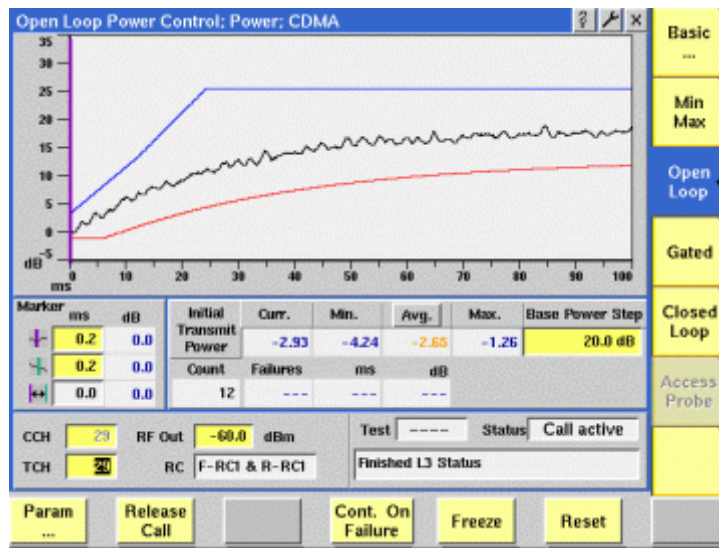 Open Loop Power Control: Power; CDMA ? x
35
30
25
20
15
10
5
0
-5
dB
0 10 20 30 40 50 60 70 80 90 100
ms
Marker ms dB
0.2 0.0
0.2 0.0
0.0 0.0
Initial Transmit Power Curr. Min. Avg. Max. Base Power Step
-2.93 -4.24 -2.65 -1.26 20.0 dB
Count Failures ms dB
12 --- --- ---
CCH 29 RF Out -60.0 dBm Test ---- Status Call active
TCH RC F-RC1 & R-RC1 Finished L3 Status
Basic
...
Min
Max
Open
Loop
Gated
Closed
Loop
Access
Probe
Param
...
Release
Call
Cont. On
Failure
Freeze
Reset